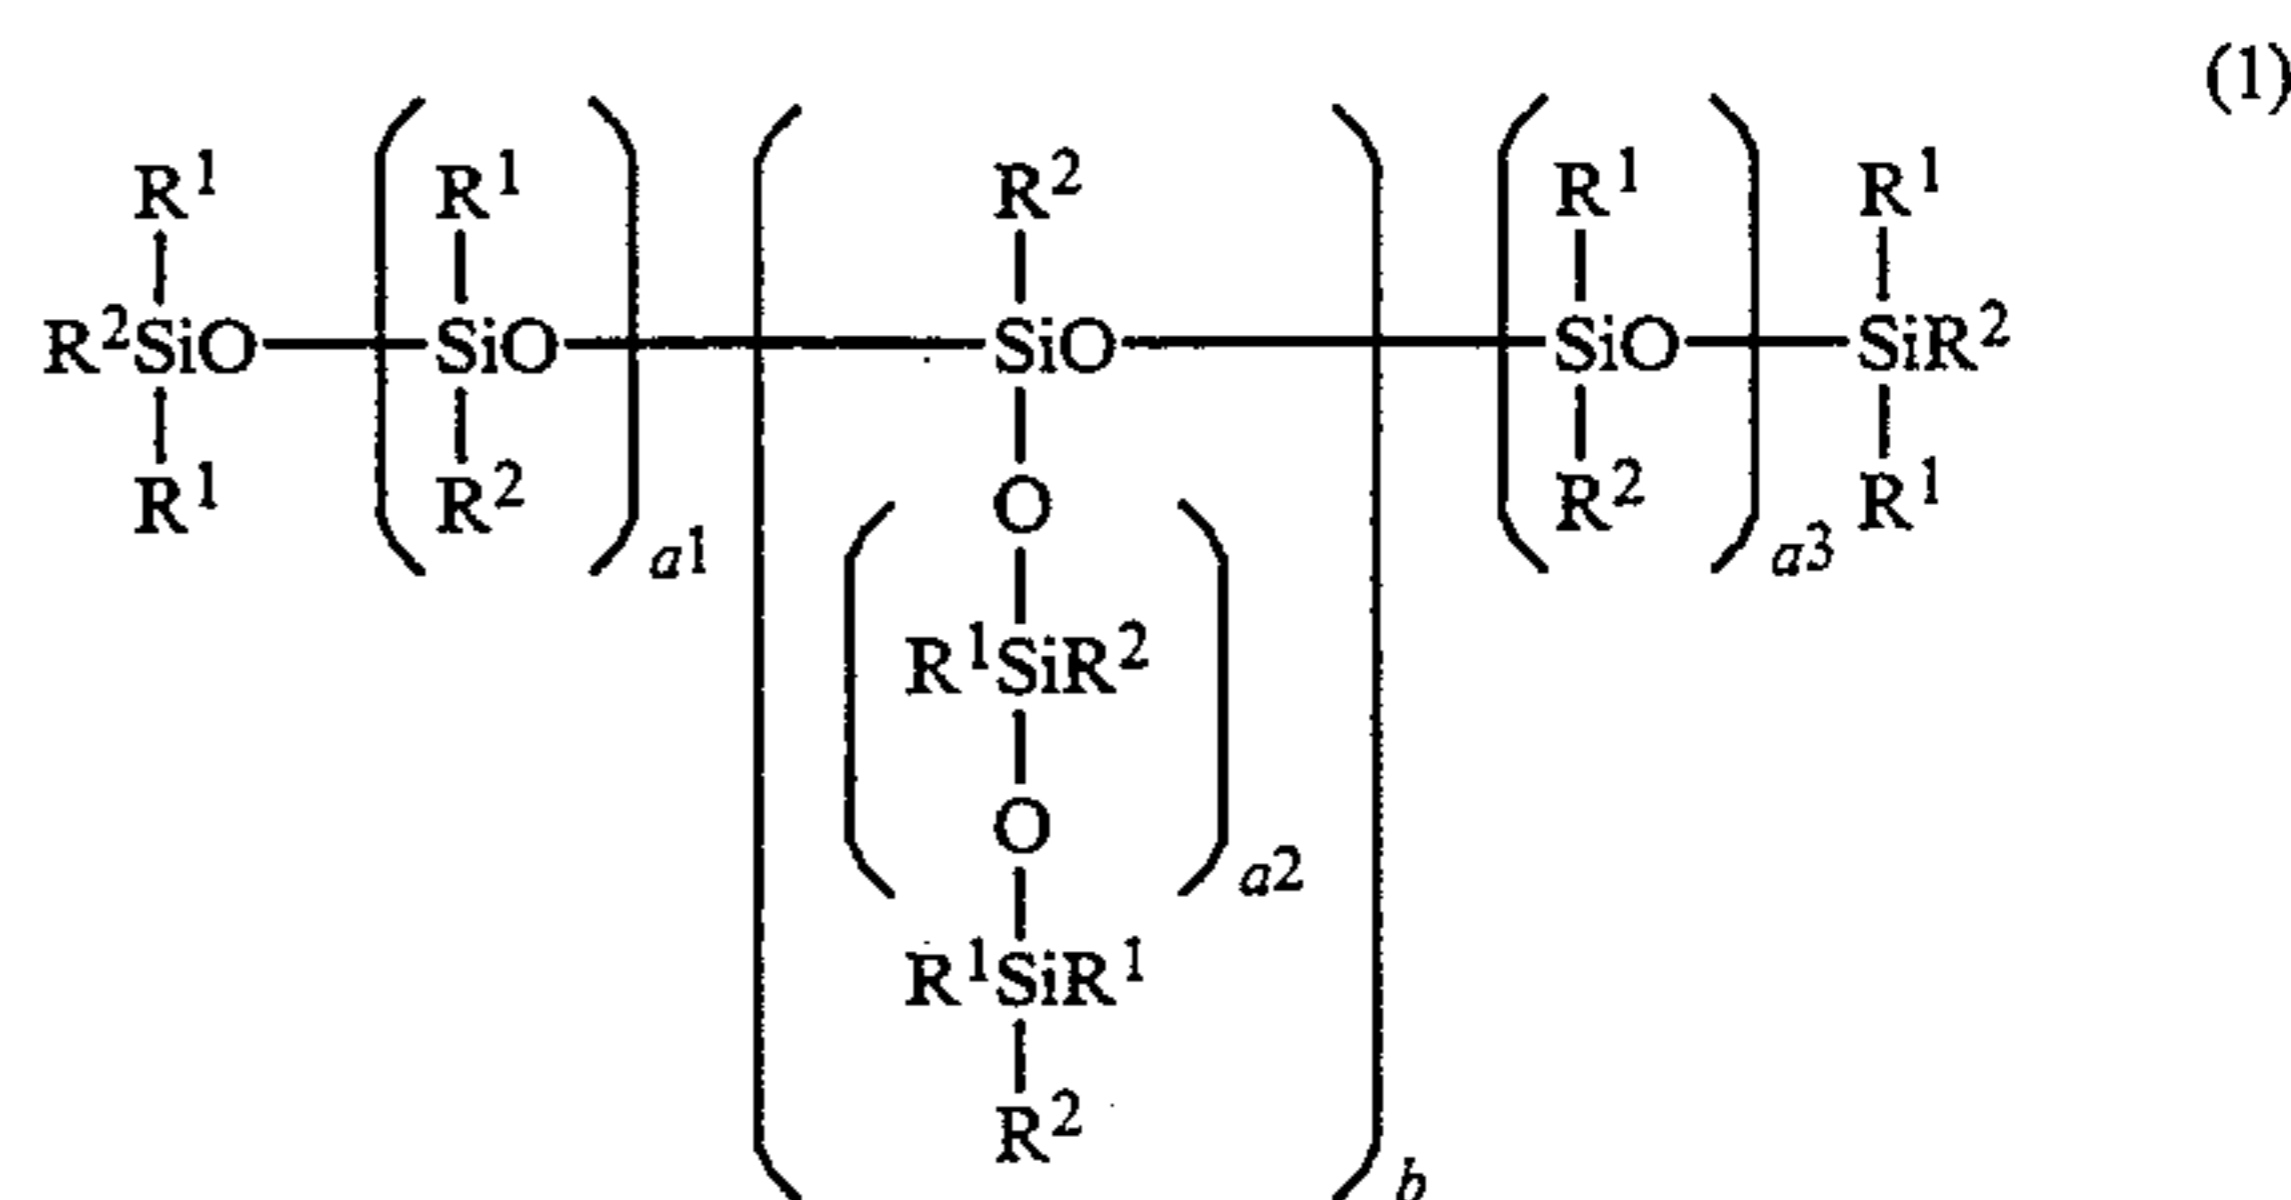 (1)
R¹ R¹ R² R¹ R¹
R²SiO SiO SiO SiO SiR²
R¹ R² O R² R¹
a1 a3
R¹SiR²
O
a2
R¹SiR¹
R²
b